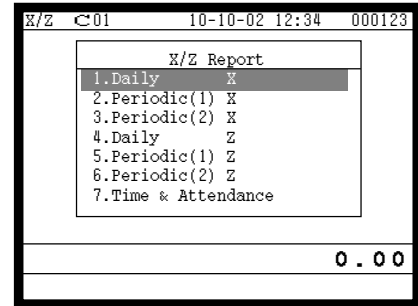 X/Z C01 10-10-02 12:34 000123
X/Z Report
1.Daily X
2.Periodic(1) X
3.Periodic(2) X
4.Daily Z
5.Periodic(1) Z
6.Periodic(2) Z
7.Time & Attendance
0.00